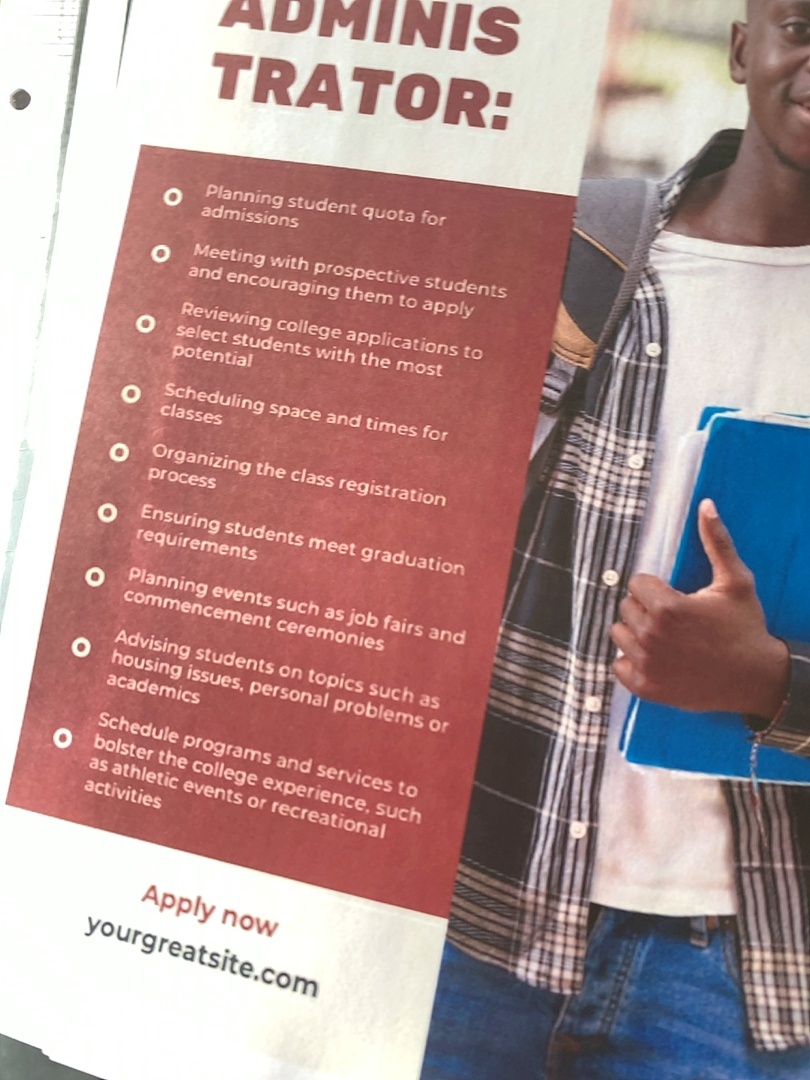 ADMINIS
TRATOR:
Planning student quota for
admissions
Meeting with prospective students
and encouraging them to apply
Reviewing college applications to
select students with the most
potential
Scheduling space and times for
classes
Organizing the class registration
process
Ensuring students meet graduation
requirements
Planning events such as job fairs and
commencement ceremonies
Advising students on topics such as
housing issues, personal problems or
academics
Schedule programs and services to
bolster the college experience, such
as athletic events or recreational
activities
Apply now
yourgreatsite.com